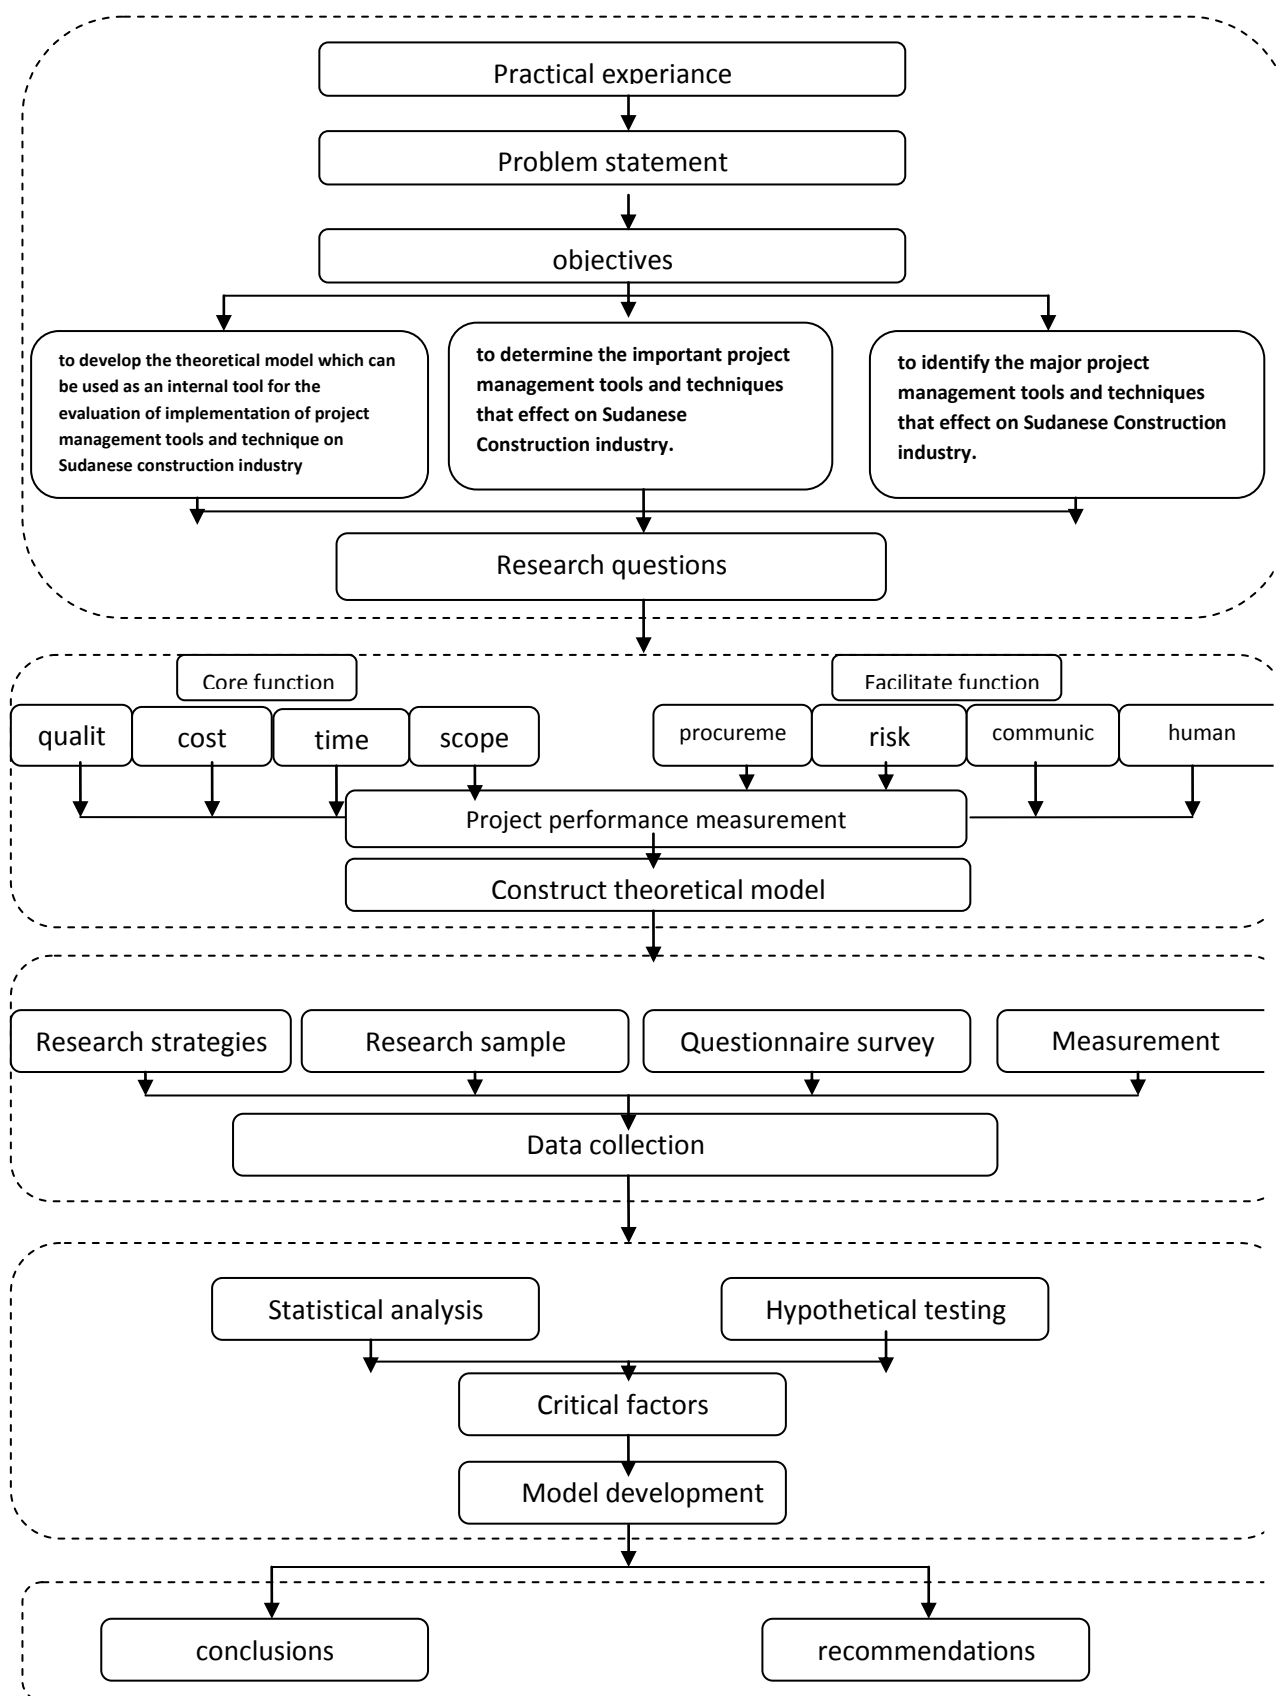 Practical experiance
Problem statement
objectives
to develop the theoretical model which can
be used as an internal tool for the
evaluation of implementation of project
management tools and technique on
Sudanese construction industry
to determine the important project
management tools and techniques
that effect on Sudanese
Construction industry.
to identify the major project
management tools and techniques
that effect on Sudanese Construction
industry.
Research questions
Core function
Facilitate function
qualit
cost
time
scope
procureme
risk
communic
human
Project performance measurement
Construct theoretical model
Research strategies
Research sample
Questionnaire survey
Measurement
Data collection
Statistical analysis
Hypothetical testing
Critical factors
Model development
conclusions
recommendations